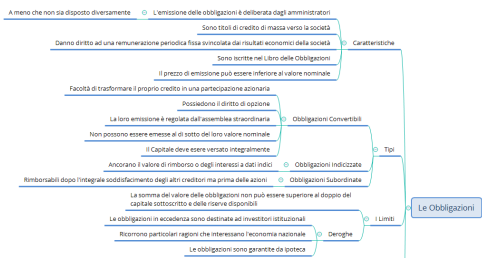 A meno che non sia disposto diversamente
L'emissione delle obbligazioni è deliberata dagli amministratori
Sono titoli di credito di massa verso la società
Danno diritto ad una remunerazione periodica fissa svincolata dai risultati economici della società
Caratteristiche
Sono iscritte nel Libro delle Obbligazioni
Il prezzo di emissione può essere inferiore al valore nominale
Facoltà di trasformare il proprio credito in una partecipazione azionaria
Possiedono il diritto di opzione
La loro emissione è regolata dall'assemblea straordinaria
Obbligazioni Convertibili
Non possono essere emesse al di sotto del loro valore nominale
Il Capitale deve essere versato integralmente
Tipi
Ancorano il valore di rimborso o degli interessi a dati indici
Obbligazioni Indicizzate
Rimborsabili dopo l'integrale soddisfacimento degli altri creditori ma prima delle azioni
Obbligazioni Subordinate
La somma del valore delle obbligazioni non può essere superiore al doppio del
capitale sottoscritto e delle riserve disponibili
Le Obbligazioni
Le obbligazioni in eccedenza sono destinate ad investitori istituzionali
I Limiti
Ricorrono particolari ragioni che interessano l'economia nazionale
Deroghe
Le obbligazioni sono garantite da ipoteca